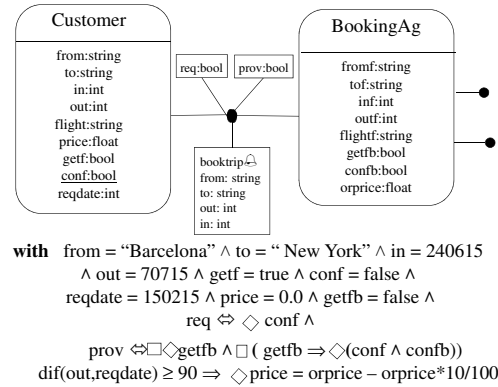 Customer
from:string
to:string
in:int
out:int
flight:string
price:float
getf:bool
conf:bool
reqdate:int
req:bool
prov:bool
booktrip
from: string
to: string
out: int
in: int
BookingAg
fromf:string
tof:string
inf:int
outf:int
flightf:string
getfb:bool
confb:bool
orprice:float
with from = “Barcelona” ∧ to = “ New York” ∧ in = 240615
∧ out = 70715 ∧ getf = true ∧ conf = false ∧
reqdate = 150215 ∧ price = 0.0 ∧ getfb = false ∧
req ⇔ ◇ conf ∧
prov ⇔□◇getfb ∧ □ ( getfb ⇒ ◇(conf ∧ confb))
dif(out,reqdate) ≥ 90 ⇒ ◇ price = orprice – orprice*10/100